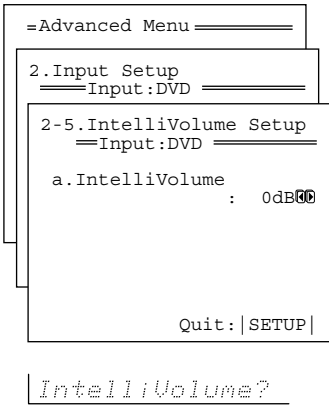 Advanced Menu
2.Input Setup
Input:DVD
2-5.IntelliVolume Setup
Input:DVD
a.IntelliVolume
: 0dB
Quit:|SETUP|
IntelliVolume?